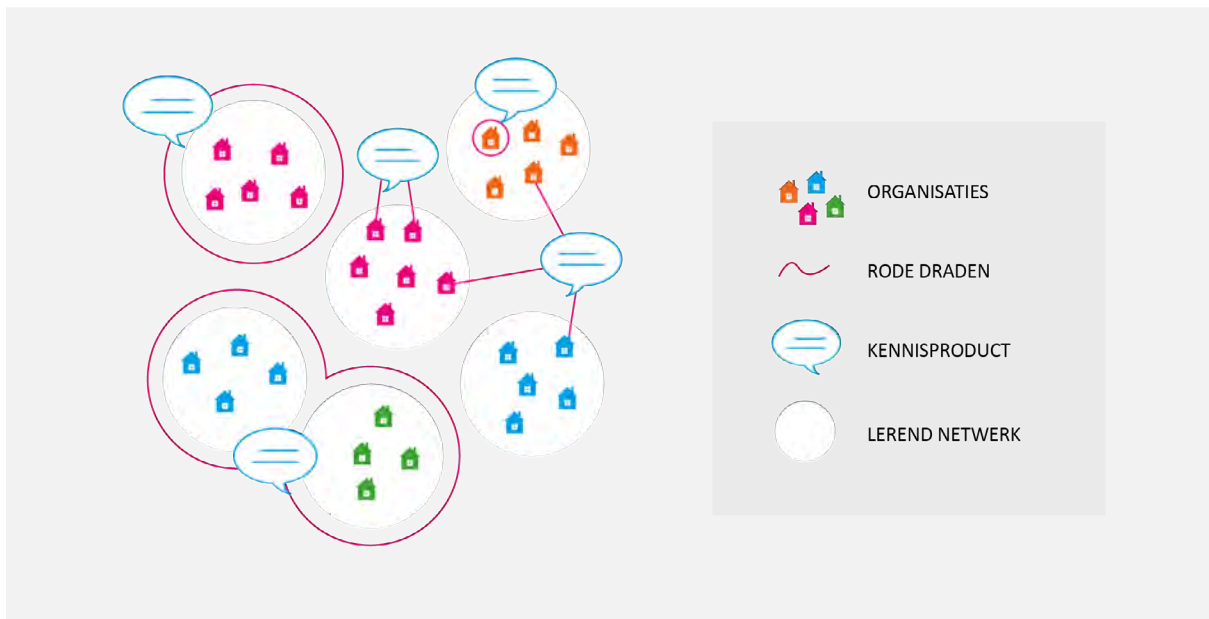 ORGANISATIES
RODE DRADEN
KENNISPRODUCT
LEREND NETWERK